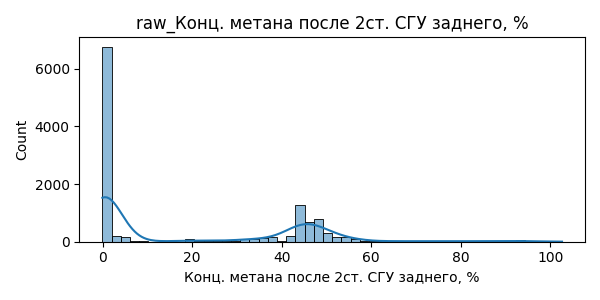 raw_Конц. метана после 2ст. СГУ заднего, %
Count
6000
4000
2000
0
0 20 40 60 80 100
Конц. метана после 2ст. СГУ заднего, %